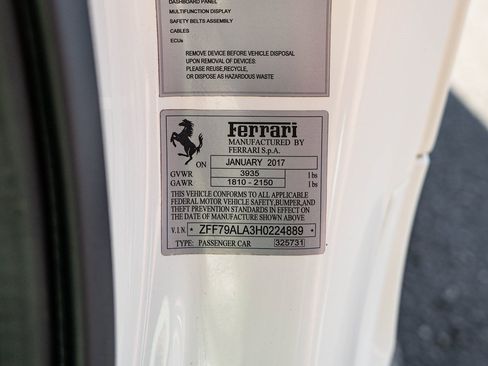 DASHBOARD PANEL
MULTIFUNCTION DISPLAY
SAFETY BELTS ASSEMBLY
CABLES
ECUs
REMOVE DEVICE BEFORE VEHICLE DISPOSAL
UPON REMOVAL OF DEVICES:
PLEASE REUSE,RECYCLE,
OR DISPOSE AS HAZARDOUS WASTE
Ferrari
MANUFACTURED BY
FERRARI S.p.A.
ON JANUARY 2017
GVWR 3935 lbs
GAWR 1810 - 2150 lbs
THIS VEHICLE CONFORMS TO ALL APPLICABLE
FEDERAL MOTOR VEHICLE SAFETY,BUMPER,AND
THEFT PREVENTION STANDARDS IN EFFECT ON
THE DATE OF MANUFACTURE SHOWN ABOVE
V.I.N. * ZFF79ALA3H0224889 *
TYPE: PASSENGER CAR 325731